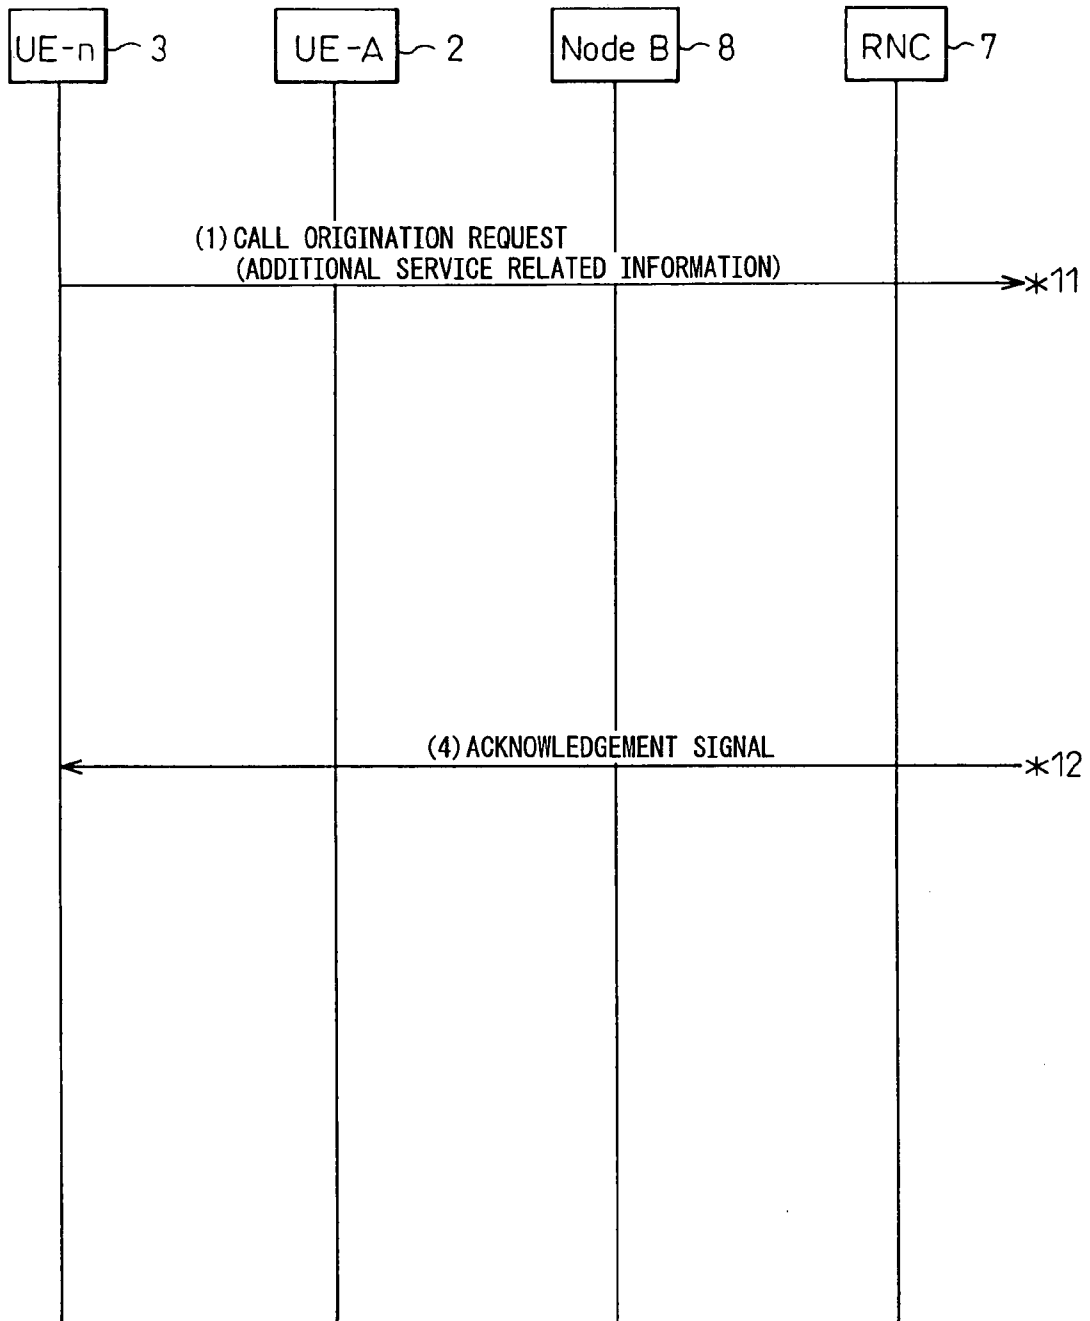 UE-n 3 UE-A 2 Node B 8 RNC 7
(1) CALL ORIGINATION REQUEST
(ADDITIONAL SERVICE RELATED INFORMATION)
*11
(4) ACKNOWLEDGEMENT SIGNAL
*12